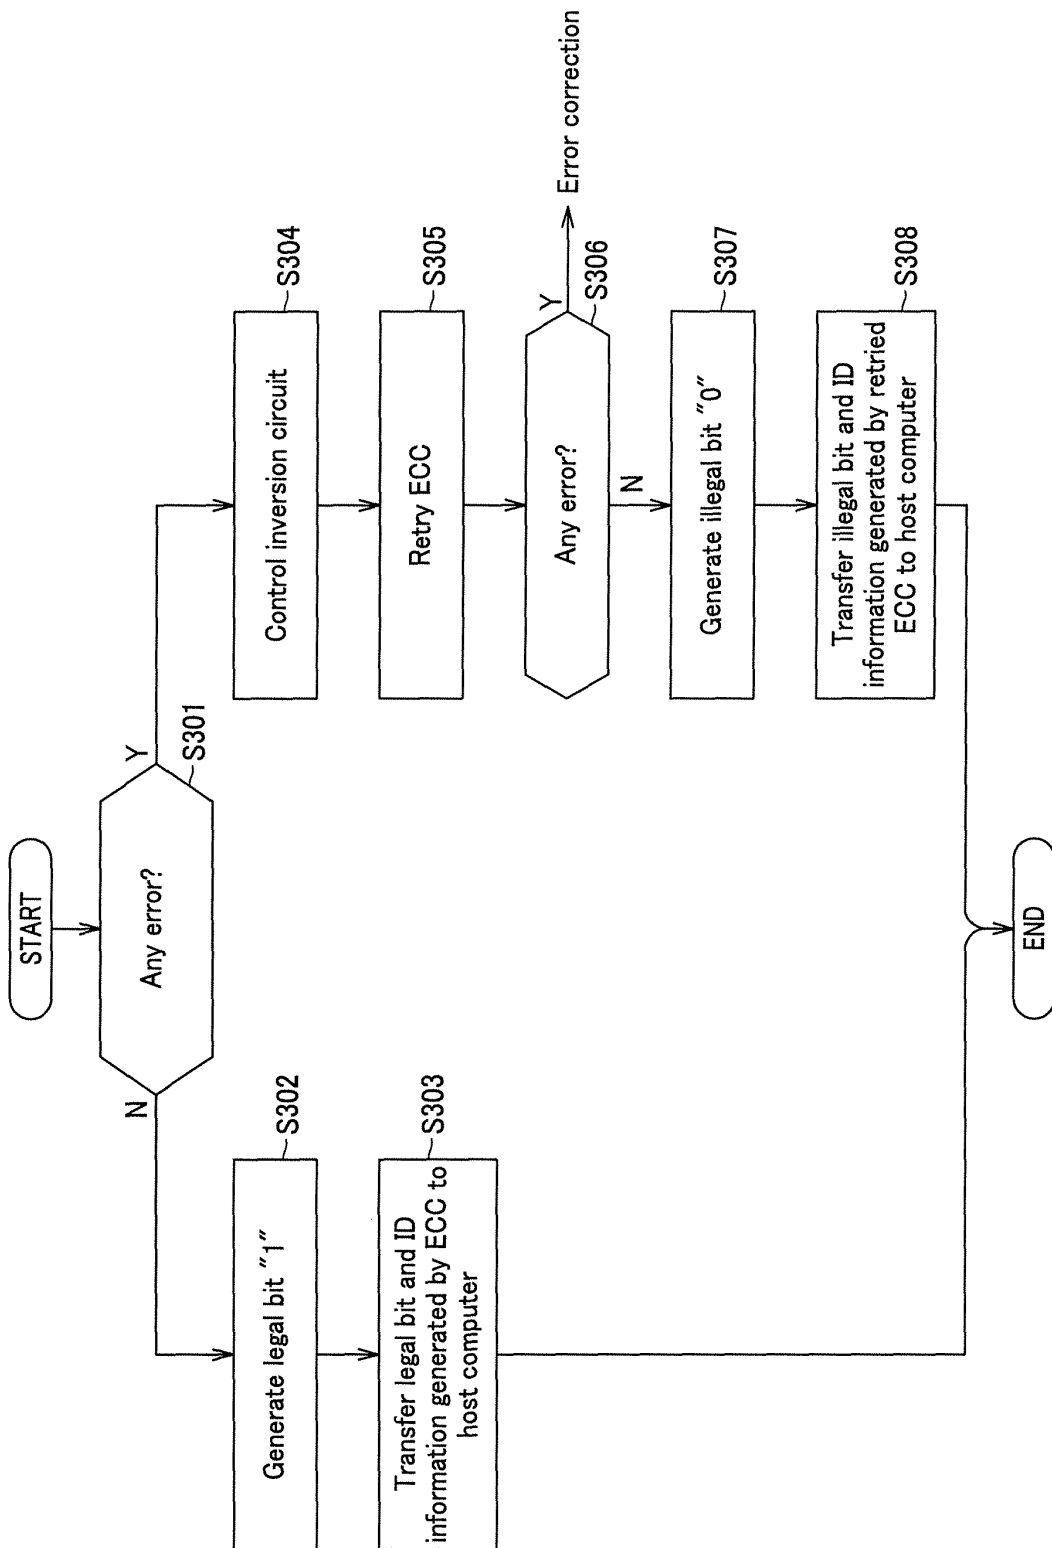 START
Any error?
S301
N
Y
Generate legal bit "1"
S302
Transfer legal bit and ID
information generated by ECC to
host computer
S303
Control inversion circuit
S304
Retry ECC
S305
Any error?
S306
Y
Error correction
N
Generate illegal bit "0"
S307
Transfer illegal bit and ID
information generated by retried
ECC to host computer
S308
END